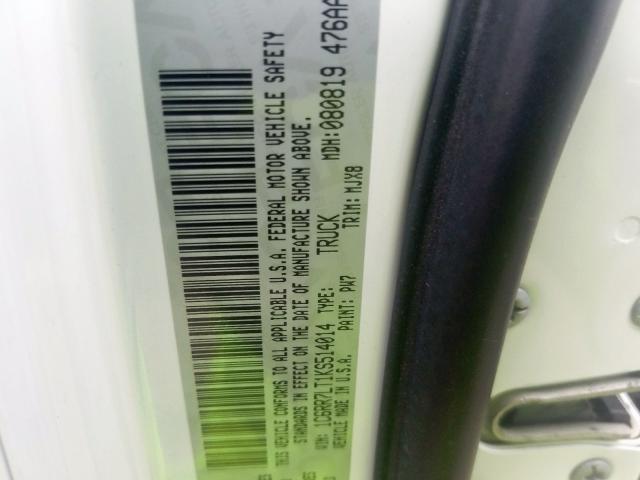 THIS VEHICLE CONFORMS TO ALL APPLICABLE U.S.A. FEDERAL MOTOR VEHICLE SAFETY
STANDARDS IN EFFECT ON THE DATE OF MANUFACTURE SHOWN ABOVE.
VIN: 1C6RR7LT1KS514014 TYPE: TRUCK MDH: 080819 476AA
VEHICLE MADE IN U.S.A. PAINT: PW7 TRIM: MJX8